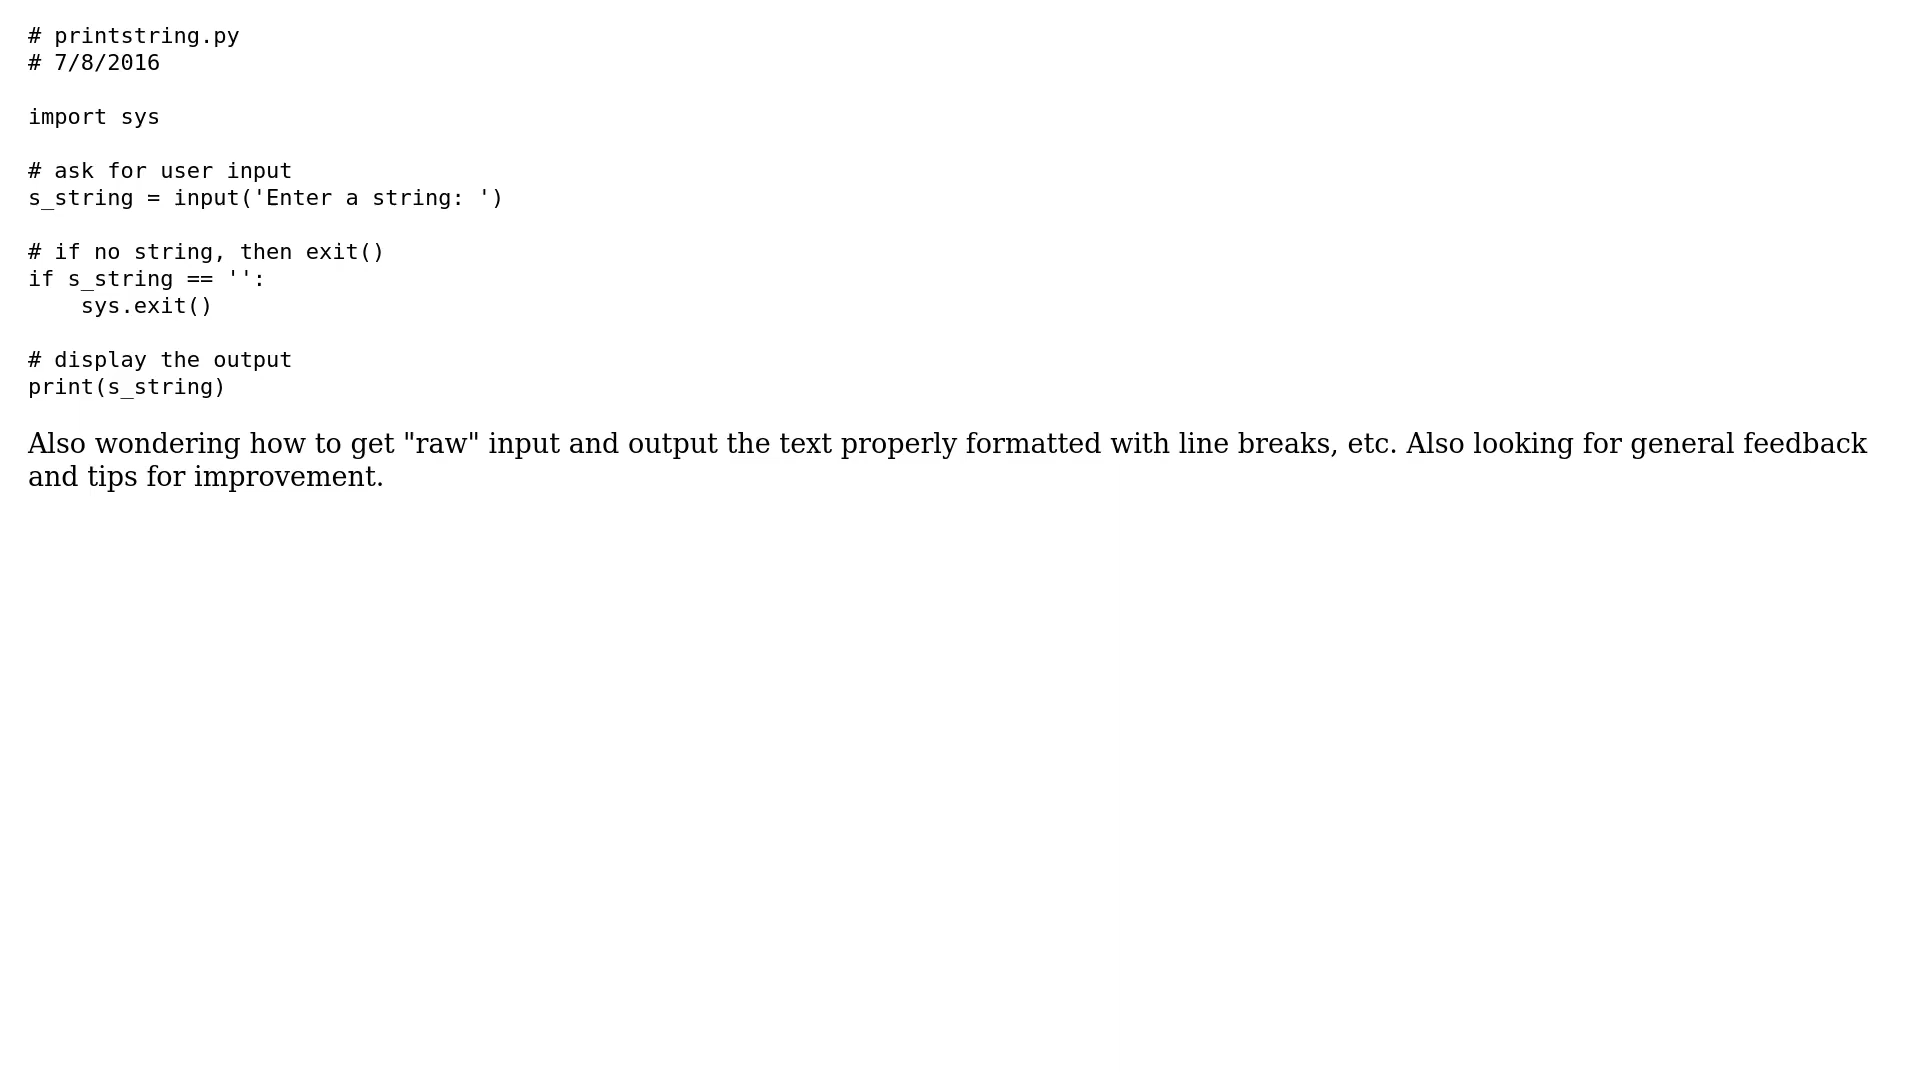 # printstring.py
# 7/8/2016

import sys

# ask for user input
s_string = input('Enter a string: ')

# if no string, then exit()
if s_string == '':
    sys.exit()

# display the output
print(s_string)

Also wondering how to get "raw" input and output the text properly formatted with line breaks, etc. Also looking for general feedback
and tips for improvement.